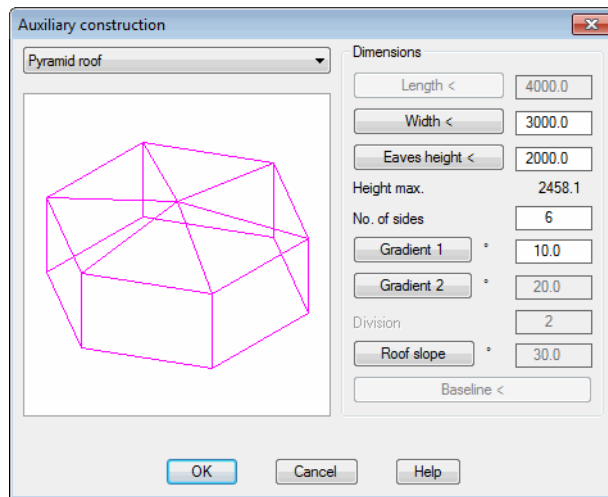 Auxiliary construction
Pyramid roof
Dimensions
Length < 4000.0
Width < 3000.0
Eaves height < 2000.0
Height max. 2458.1
No. of sides 6
Gradient 1 ° 10.0
Gradient 2 ° 20.0
Division 2
Roof slope ° 30.0
Baseline <
OK Cancel Help